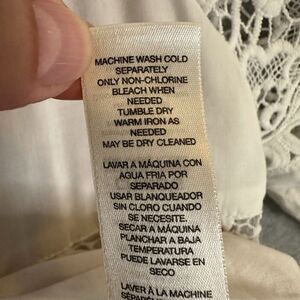 MACHINE WASH COLD
SEPARATELY
ONLY NON-CHLORINE
BLEACH WHEN
NEEDED
TUMBLE DRY
WARM IRON AS
NEEDED
MAY BE DRY CLEANED
LAVAR A MÁQUINA CON
AGUA FRIA POR
SEPARADO
USAR BLANQUEADOR
SIN CLORO CUANDO
SE NECESITE.
SECAR A MÁQUINA
PLANCHAR A BAJA
TEMPERATURA
PUEDE LAVARSE EN
SECO
LAVER À LA MACHINE